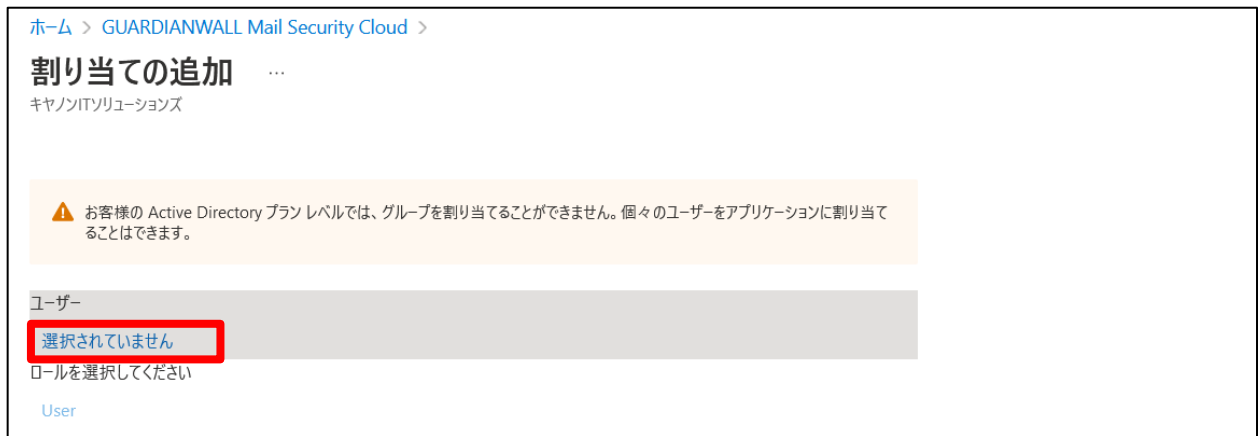 ホーム > GUARDIANWALL Mail Security Cloud >
割り当ての追加 …
キヤノンITソリューションズ
お客様の Active Directory プラン レベルでは、グループを割り当てることができません。個々のユーザーをアプリケーションに割り当て
ることはできます。
ユーザー
選択されていません
ロールを選択してください
User